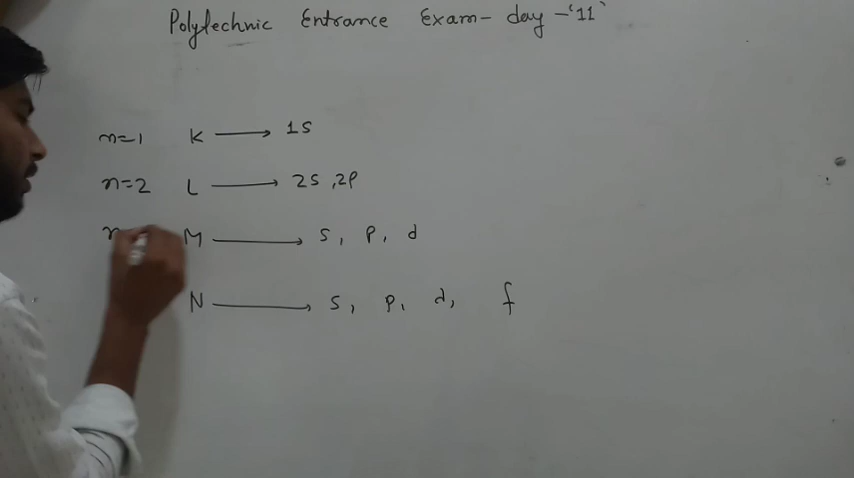 Polytechnic Entrance Exam- day -'11'
n=1 K → 1s
n=2 L → 2s ,2p
n M → s, p, d
N → s, p, d, f